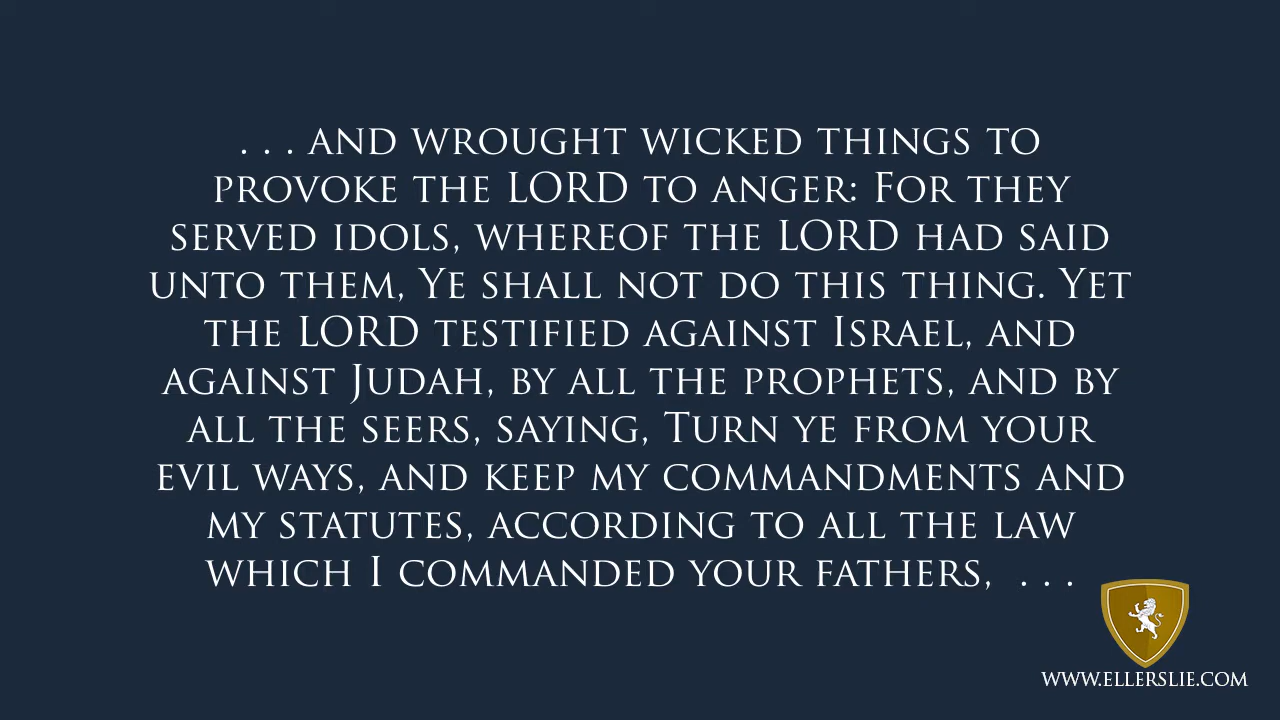 . . . and wrought wicked things to
provoke the LORD to anger: For they
served idols, whereof the LORD had said
unto them, Ye shall not do this thing. Yet
the LORD testified against Israel, and
against Judah, by all the prophets, and by
all the seers, saying, Turn ye from your
evil ways, and keep my commandments and
my statutes, according to all the law
which I commanded your fathers,  . . .
WWW.ELLERSLIE.COM